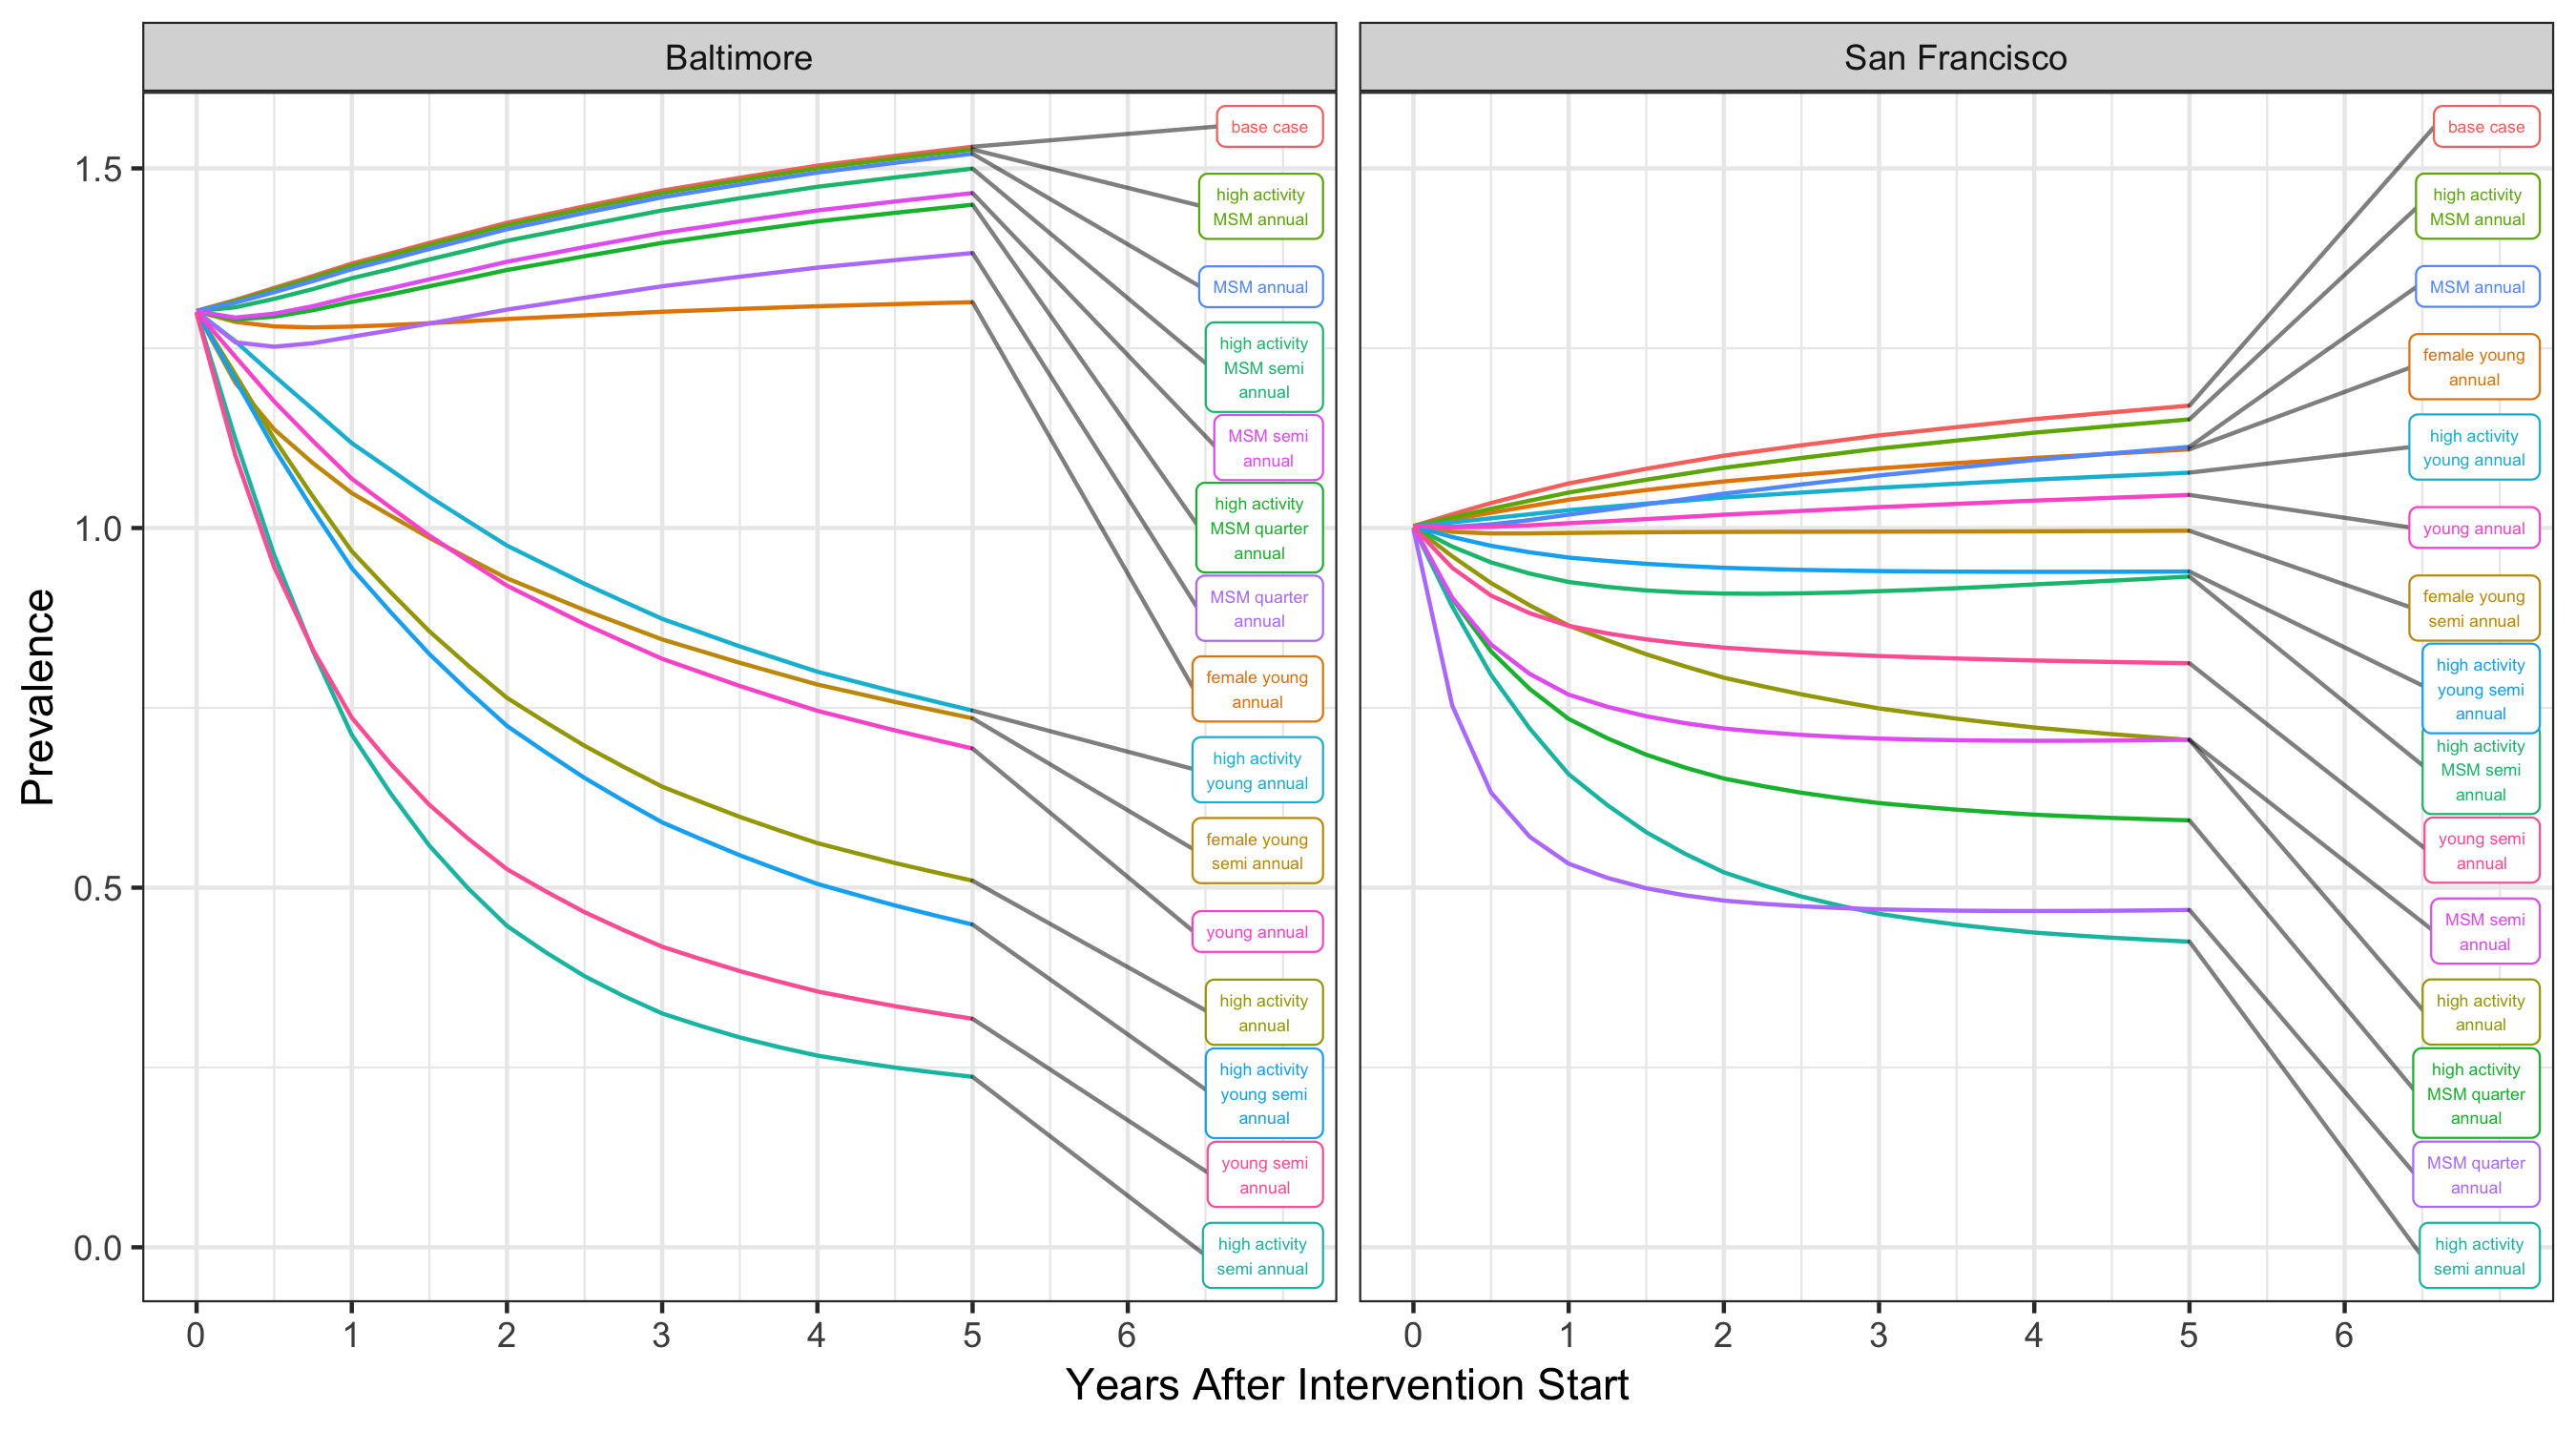 Baltimore
San Francisco
Prevalence
1.5
1.0
0.5
0.0
base case
high activity
MSM annual
MSM annual
high activity
MSM semi
annual
MSM semi
annual
high activity
MSM quarter
annual
MSM quarter
annual
female young
annual
high activity
young annual
female young
semi annual
young annual
high activity
annual
high activity
young semi
annual
young semi
annual
high activity
semi annual
base case
high activity
MSM annual
MSM annual
female young
annual
high activity
young annual
young annual
female young
semi annual
high activity
young semi
annual
high activity
MSM semi
annual
young semi
annual
MSM semi
annual
high activity
annual
high activity
MSM quarter
annual
MSM quarter
annual
high activity
semi annual
0 1 2 3 4 5 6
0 1 2 3 4 5 6
Years After Intervention Start